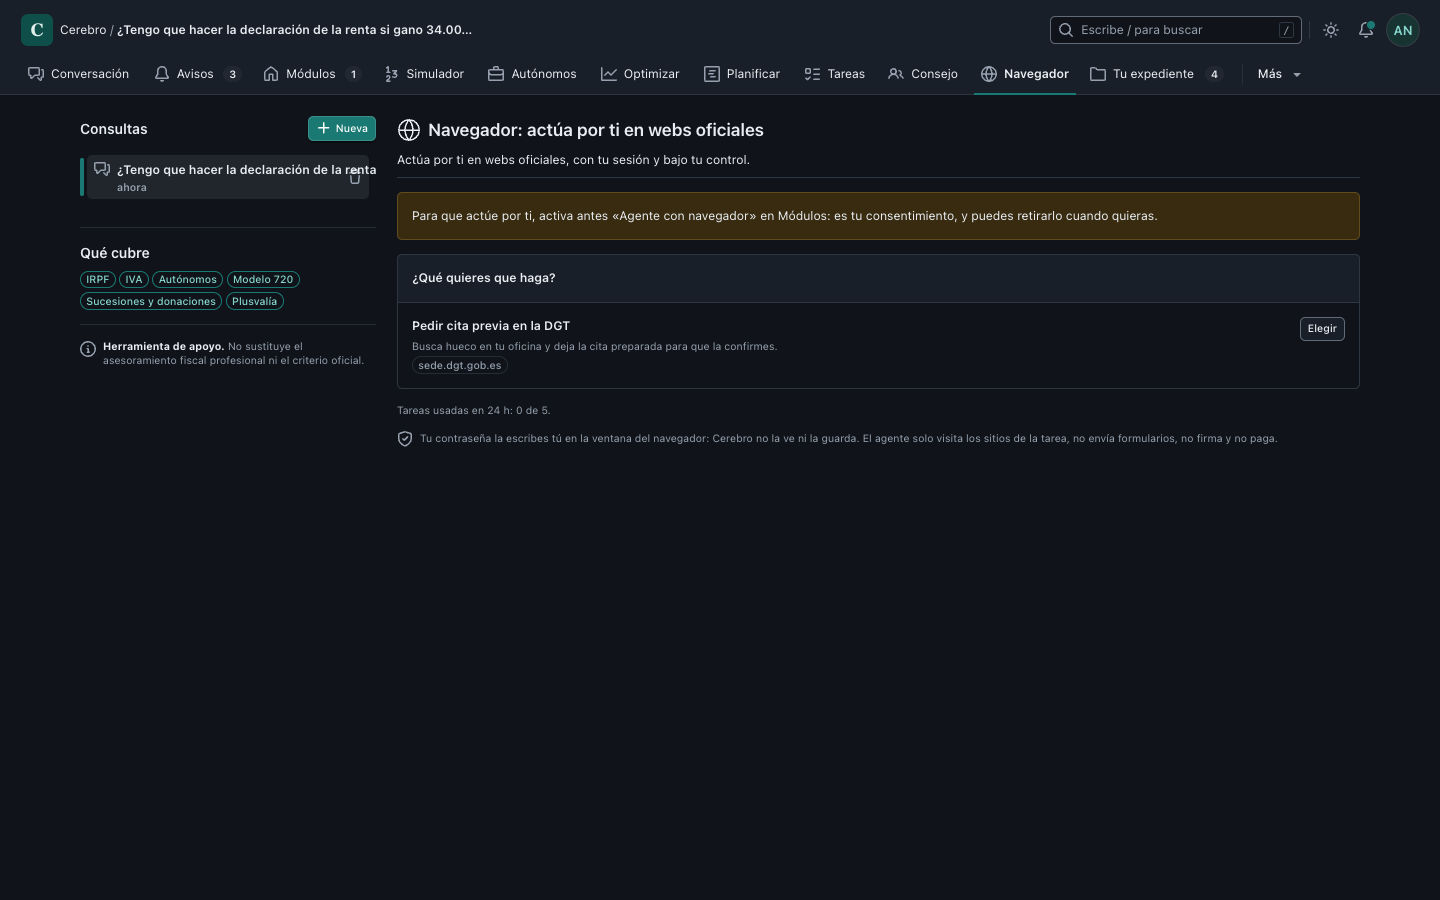 C
Cerebro / ¿Tengo que hacer la declaración de la renta si gano 34.00...
Escribe / para buscar
/
AN
Conversación
Avisos 3
Módulos 1
Simulador
Autónomos
Optimizar
Planificar
Tareas
Consejo
Navegador
Tu expediente 4
Más
Consultas
Nueva
¿Tengo que hacer la declaración de la renta
ahora
Qué cubre
IRPF
IVA
Autónomos
Modelo 720
Sucesiones y donaciones
Plusvalía
Herramienta de apoyo. No sustituye el
asesoramiento fiscal profesional ni el criterio oficial.
Navegador: actúa por ti en webs oficiales
Actúa por ti en webs oficiales, con tu sesión y bajo tu control.
Para que actúe por ti, activa antes «Agente con navegador» en Módulos: es tu consentimiento, y puedes retirarlo cuando quieras.
¿Qué quieres que haga?
Pedir cita previa en la DGT
Elegir
Busca hueco en tu oficina y deja la cita preparada para que la confirmes.
sede.dgt.gob.es
Tareas usadas en 24 h: 0 de 5.
Tu contraseña la escribes tú en la ventana del navegador: Cerebro no la ve ni la guarda. El agente solo visita los sitios de la tarea, no envía formularios, no firma y no paga.